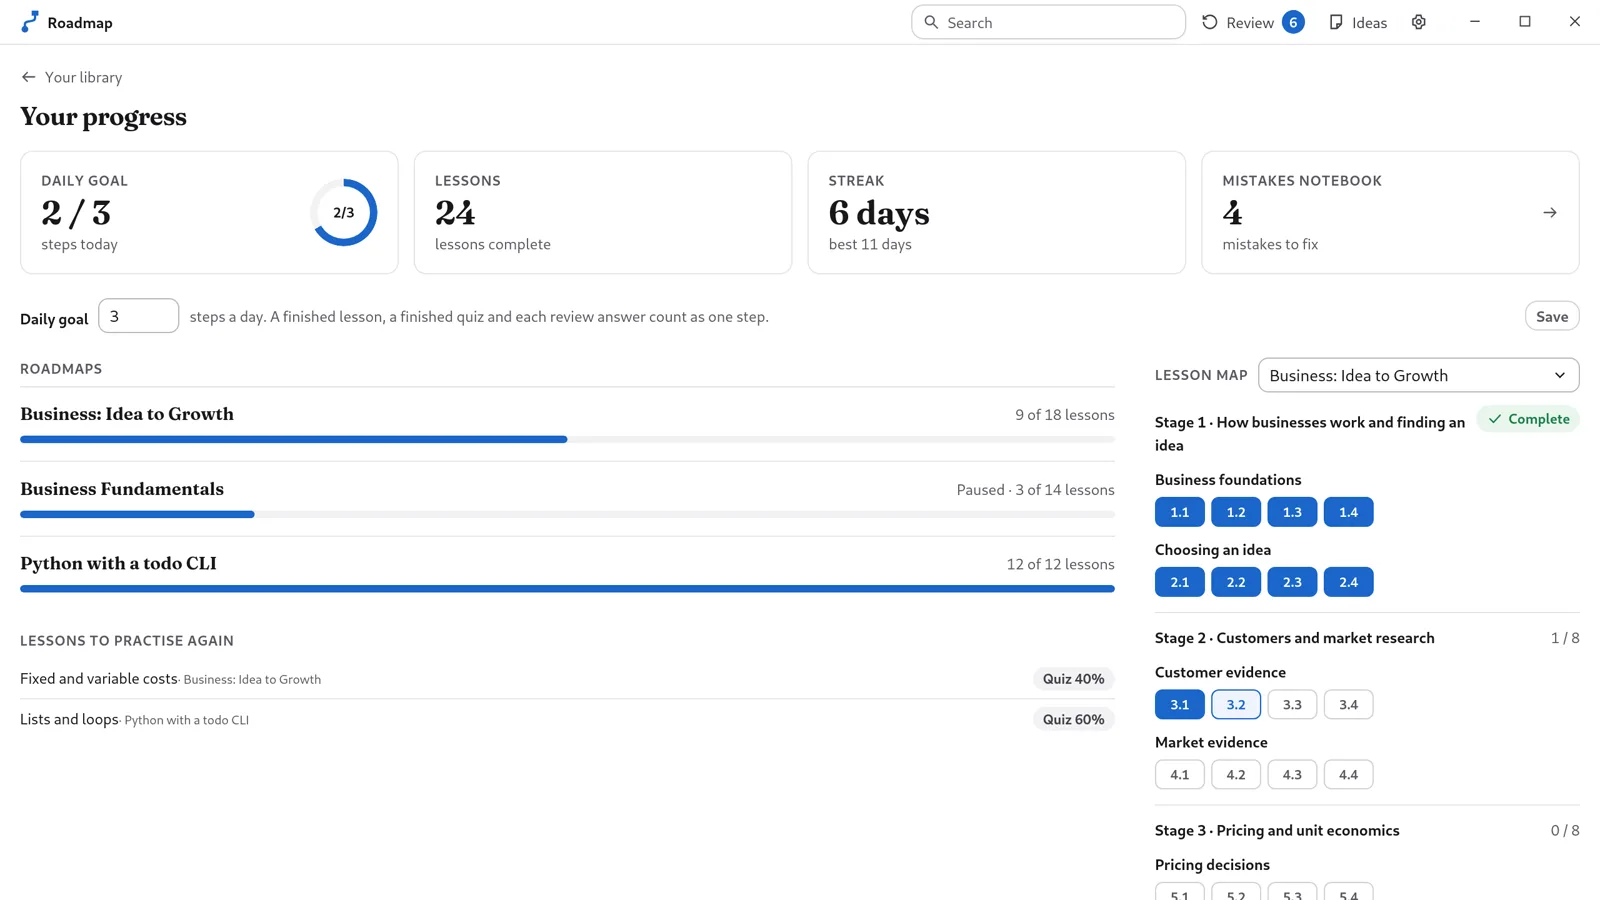 Roadmap
Search
Review 6
Ideas
Your library
Your progress
DAILY GOAL
2 / 3
steps today
2/3
LESSONS
24
lessons complete
STREAK
6 days
best 11 days
MISTAKES NOTEBOOK
4
mistakes to fix
Daily goal 3 steps a day. A finished lesson, a finished quiz and each review answer count as one step.
Save
ROADMAPS
Business: Idea to Growth 9 of 18 lessons
Business Fundamentals Paused · 3 of 14 lessons
Python with a todo CLI 12 of 12 lessons
LESSONS TO PRACTISE AGAIN
Fixed and variable costs · Business: Idea to Growth Quiz 40%
Lists and loops · Python with a todo CLI Quiz 60%
LESSON MAP Business: Idea to Growth
Stage 1 · How businesses work and finding an
idea
Complete
Business foundations
1.1 1.2 1.3 1.4
Choosing an idea
2.1 2.2 2.3 2.4
Stage 2 · Customers and market research 1 / 8
Customer evidence
3.1 3.2 3.3 3.4
Market evidence
4.1 4.2 4.3 4.4
Stage 3 · Pricing and unit economics 0 / 8
Pricing decisions
5.1 5.2 5.3 5.4